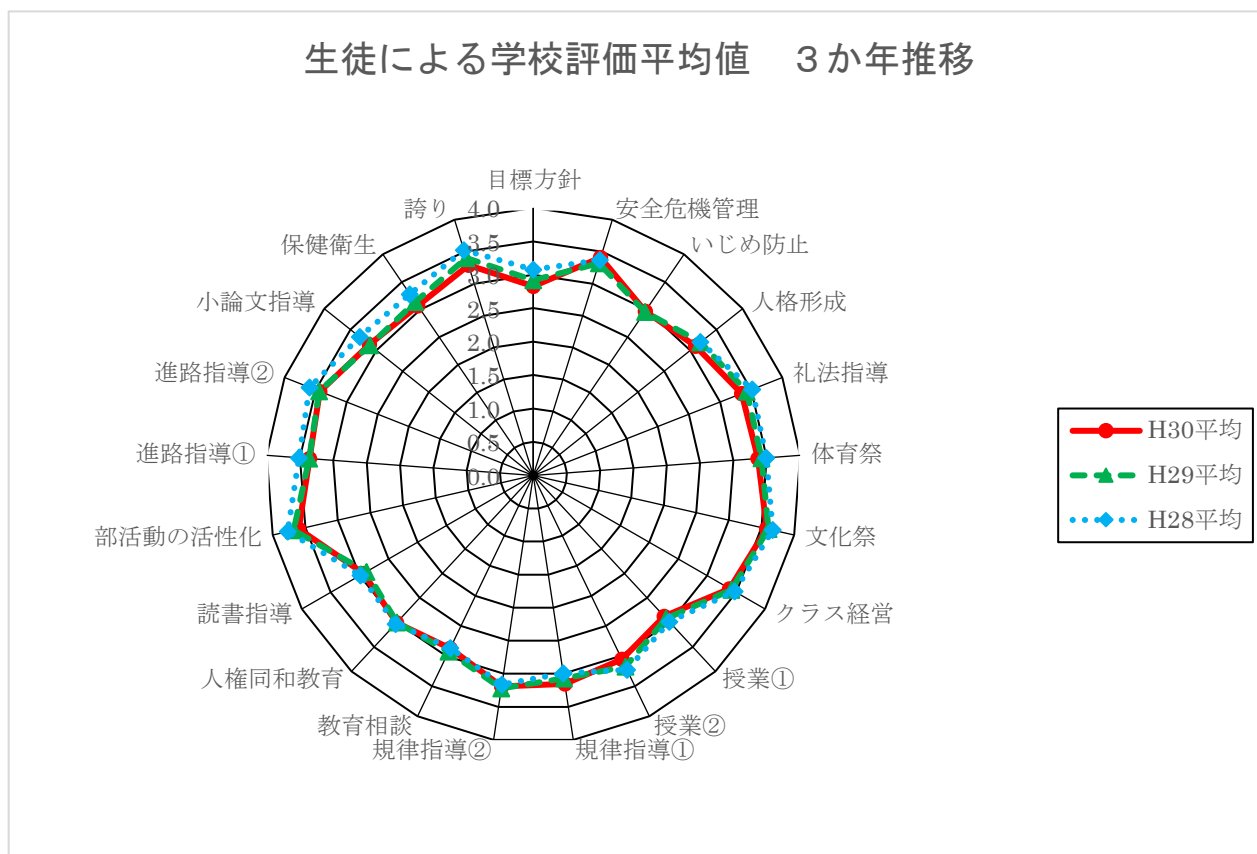 生徒による学校評価平均値　３か年推移
目標方針
安全危機管理
いじめ防止
人格形成
礼法指導
体育祭
文化祭
クラス経営
授業①
授業②
規律指導①
規律指導②
教育相談
人権同和教育
読書指導
部活動の活性化
進路指導①
進路指導②
小論文指導
保健衛生
誇り
4.0
3.5
3.0
2.5
2.0
1.5
1.0
0.5
0.0
H30平均
H29平均
H28平均